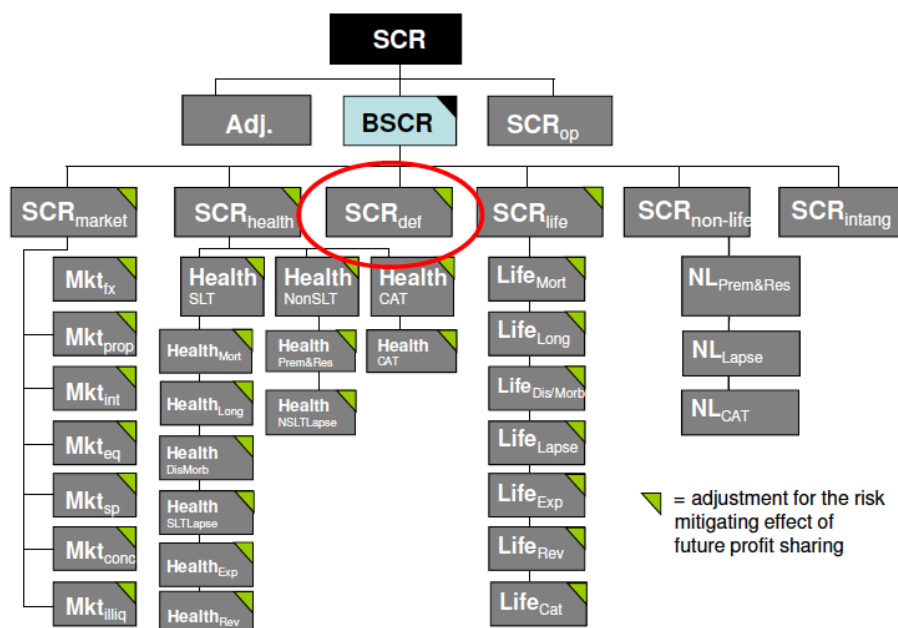 SCR
Adj.
BSCR
SCRop
SCRmarket
SCRhealth
SCRdef
SCRlife
SCRnon-life
SCRintang
Mktfx
Mktprop
Mktint
Mkteq
Mktsp
Mktconc
Mktilliq
Health
SLT
HealthMort
HealthLong
Health
DisMorb
Health
SLTLapse
HealthExp
HealthRev
Health
NonSLT
Health
Prem&Res
Health
NSLTLapse
Health
CAT
Health
CAT
LifeMort
LifeLong
LifeDis/Morb
LifeLapse
LifeExp
LifeRev
LifeCat
NLPrem&Res
NLLapse
NLCAT
= adjustment for the risk
mitigating effect of
future profit sharing